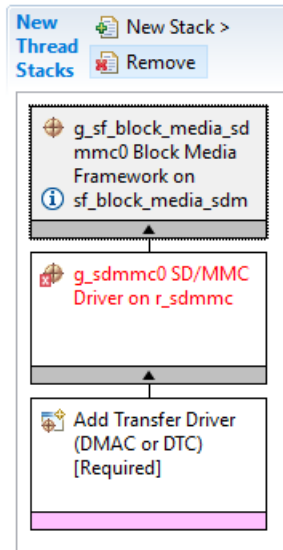 New
Thread
Stacks
New Stack >
Remove
g_sf_block_media_sd
mmc0 Block Media
Framework on
sf_block_media_sdm
g_sdmmc0 SD/MMC
Driver on r_sdmmc
Add Transfer Driver
(DMAC or DTC)
[Required]